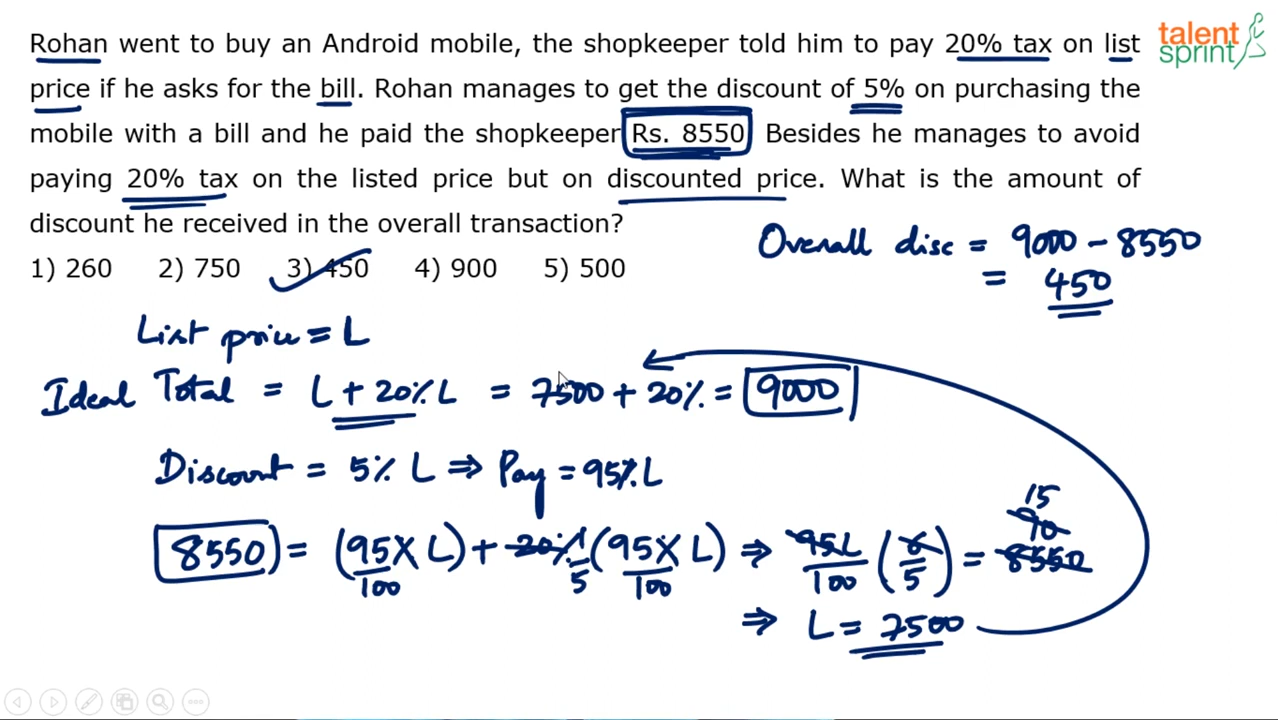 Rohan went to buy an Android mobile, the shopkeeper told him to pay 20% tax on list
price if he asks for the bill. Rohan manages to get the discount of 5% on purchasing the
mobile with a bill and he paid the shopkeeper Rs. 8550 Besides he manages to avoid
paying 20% tax on the listed price but on discounted price. What is the amount of
discount he received in the overall transaction?
1) 260 2) 750 3) 450 4) 900 5) 500
talent
sprint
Overall disc = 9000 - 8550
= 450
List price = L
Ideal Total = L + 20% L = 7500 + 20% = 9000
Discount = 5% L ⇒ Pay = 95% L
8550 = (95/100 × L) + 20% 1/5 (95/100 × L) ⇒ 95L/100 (6/5) = 8550
90
15
⇒ L = 7500